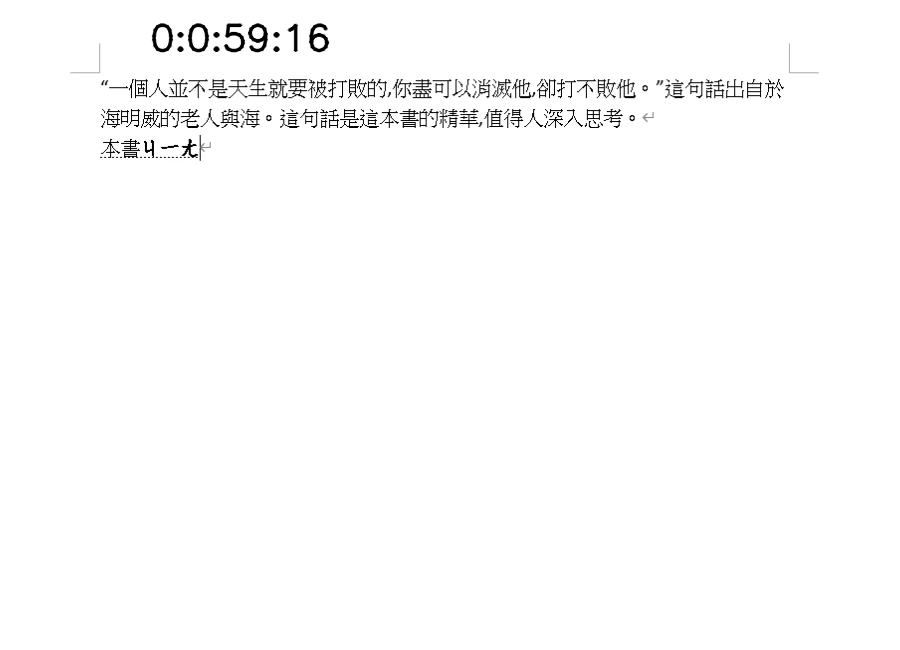 0:0:59:16
“一個人並不是天生就要被打敗的,你盡可以消滅他,卻打不敗他。”這句話出自於
海明威的老人與海。這句話是這本書的精華,值得人深入思考。
本書ㄐㄧㄤ